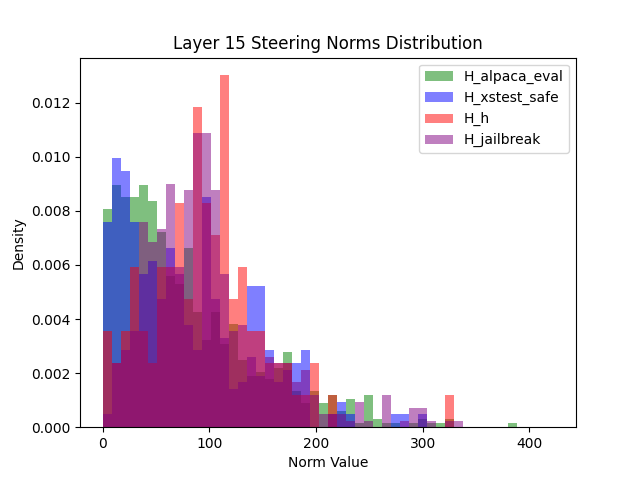 Layer 15 Steering Norms Distribution
H_alpaca_eval
H_xstest_safe
H_h
H_jailbreak
Density
0.012
0.010
0.008
0.006
0.004
0.002
0.000
0 100 200 300 400
Norm Value